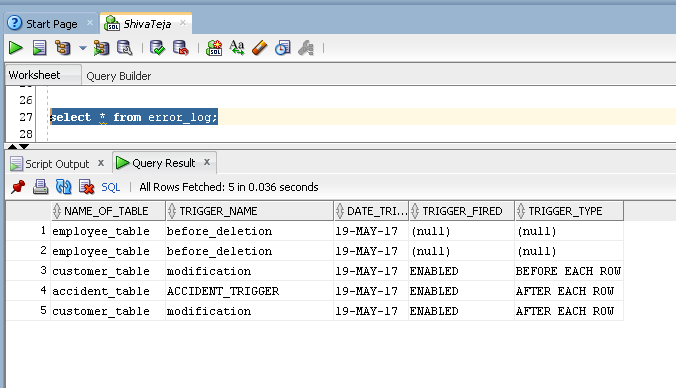 Start Page ShivaTeja
Worksheet Query Builder
26
27 select * from error_log;
28
Script Output x Query Result x
SQL All Rows Fetched: 5 in 0.036 seconds
NAME_OF_TABLE TRIGGER_NAME DATE_TRI... TRIGGER_FIRED TRIGGER_TYPE
1 employee_table before_deletion 19-MAY-17 (null) (null)
2 employee_table before_deletion 19-MAY-17 (null) (null)
3 customer_table modification 19-MAY-17 ENABLED BEFORE EACH ROW
4 accident_table ACCIDENT_TRIGGER 19-MAY-17 ENABLED AFTER EACH ROW
5 customer_table modification 19-MAY-17 ENABLED AFTER EACH ROW